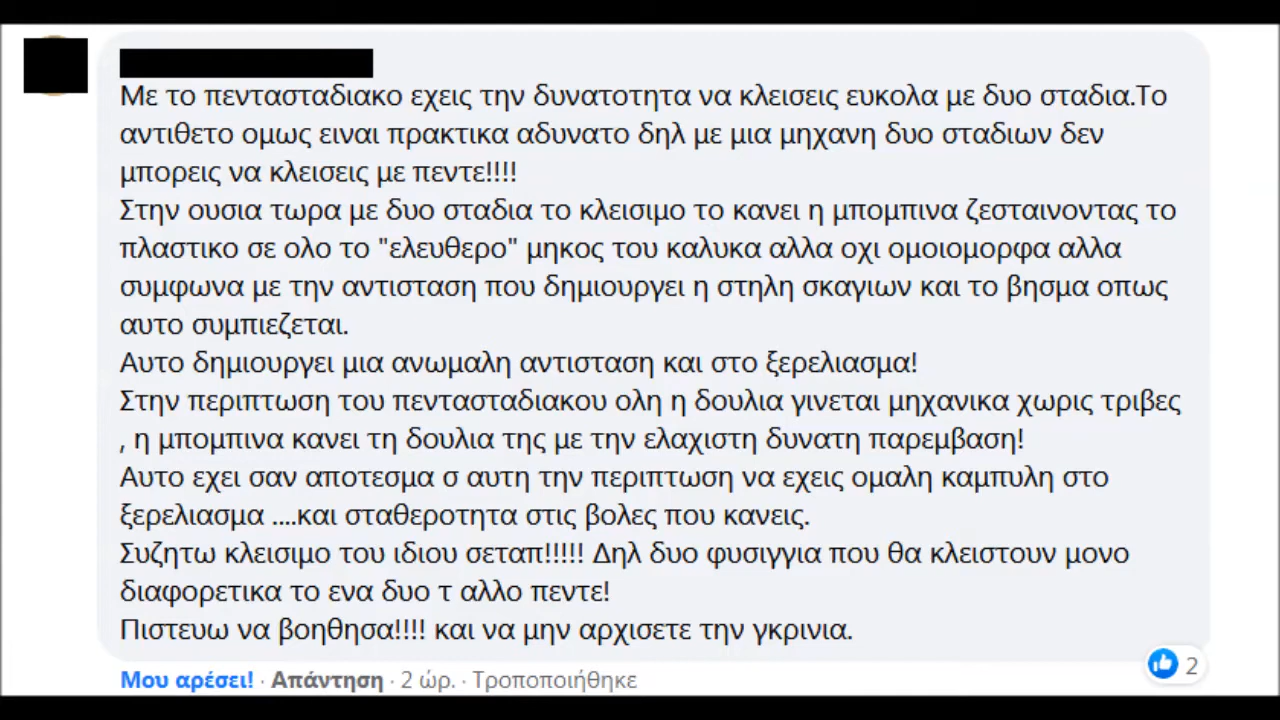 Με το πεντασταδιακο εχεις την δυνατοτητα να κλεισεις ευκολα με δυο σταδια.Το
αντιθετο ομως ειναι πρακτικα αδυνατο δηλ με μια μηχανη δυο σταδιων δεν
μπορεις να κλεισεις με πεντε!!!!
Στην ουσια τωρα με δυο σταδια το κλεισιμο το κανει η μπομπινα ζεσταινοντας το
πλαστικο σε ολο το "ελευθερο" μηκος του καλυκα αλλα οχι ομοιομορφα αλλα
συμφωνα με την αντισταση που δημιουργει η στηλη σκαγιων και το βησμα οπως
αυτο συμπιεζεται.
Αυτο δημιουργει μια ανωμαλη αντισταση και στο ξερελιασμα!
Στην περιπτωση του πεντασταδιακου ολη η δουλια γινεται μηχανικα χωρις τριβες
, η μπομπινα κανει τη δουλια της με την ελαχιστη δυνατη παρεμβαση!
Αυτο εχει σαν αποτεσμα σ αυτη την περιπτωση να εχεις ομαλη καμπυλη στο
ξερελιασμα ....και σταθεροτητα στις βολες που κανεις.
Συζητω κλεισιμο του ιδιου σεταπ!!!!! Δηλ δυο φυσιγγια που θα κλειστουν μονο
διαφορετικα το ενα δυο τ αλλο πεντε!
Πιστευω να βοηθησα!!!! και να μην αρχισετε την γκρινια.
2
Μου αρέσει! · Απάντηση · 2 ώρ. · Τροποποιήθηκε